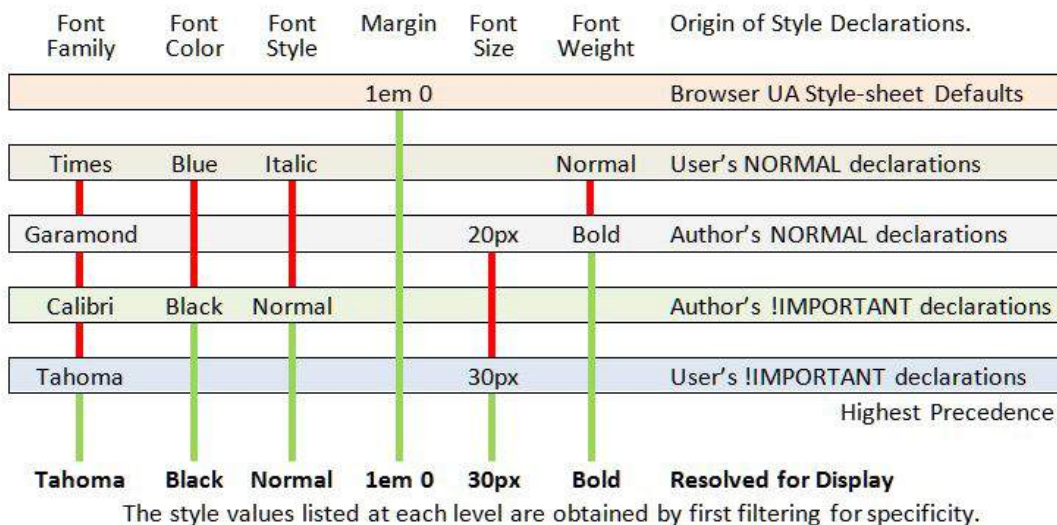 Font Font Font Margin Font Font Origin of Style Declarations.
Family Color Style Size Weight
1em 0 Browser UA Style-sheet Defaults
Times Blue Italic Normal User's NORMAL declarations
Garamond 20px Bold Author's NORMAL declarations
Calibri Black Normal Author's !IMPORTANT declarations
Tahoma 30px User's !IMPORTANT declarations
Highest Precedence
Tahoma Black Normal 1em 0 30px Bold Resolved for Display
The style values listed at each level are obtained by first filtering for specificity.